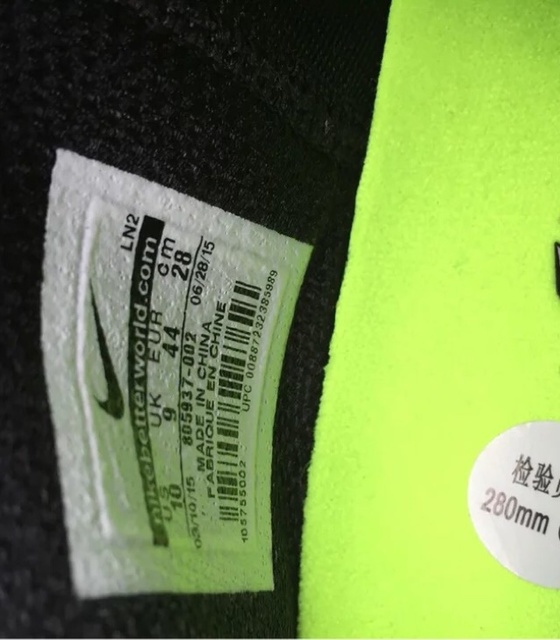 LN2
nikebetterworld.com
US UK EUR cm
10 9 44 28
805937-002
03/10/15 06/28/15
MADE IN CHINA
FABRIQUE EN CHINE
UPC 00887232385989
105755002
检验
280mm